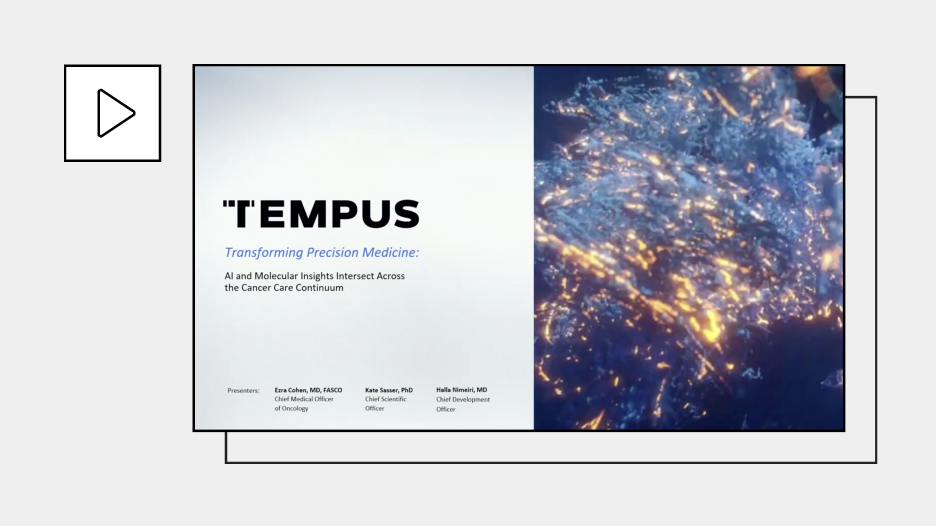 TEMPUS
Transforming Precision Medicine:
AI and Molecular Insights Intersect Across
the Cancer Care Continuum
Presenters:
Ezra Cohen, MD, FASCO
Chief Medical Officer
of Oncology
Kate Sasser, PhD
Chief Scientific
Officer
Halla Nimeiri, MD
Chief Development
Officer